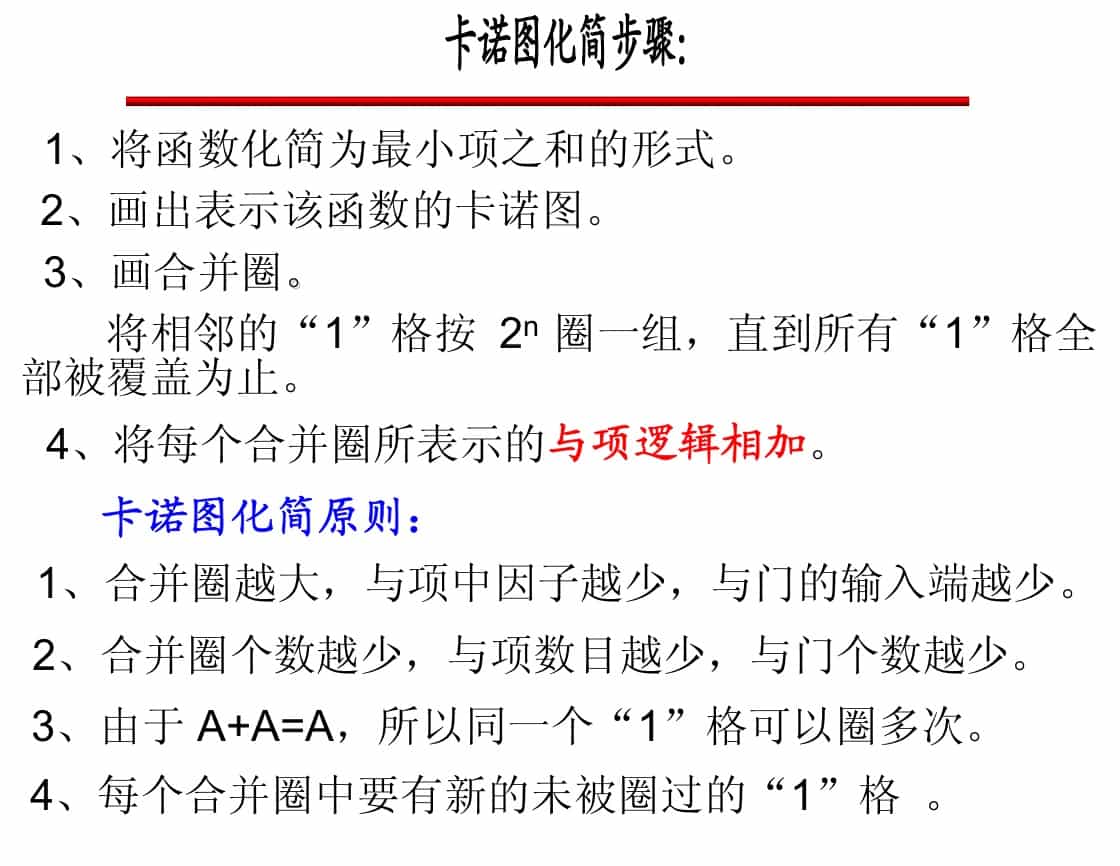 卡诺图化简步骤:
1、将函数化简为最小项之和的形式。
2、画出表示该函数的卡诺图。
3、画合并圈。
将相邻的“1”格按 2ⁿ 圈一组，直到所有“1”格全
部被覆盖为止。
4、将每个合并圈所表示的与项逻辑相加。
卡诺图化简原则：
1、合并圈越大，与项中因子越少，与门的输入端越少。
2、合并圈个数越少，与项数目越少，与门个数越少。
3、由于 A+A=A，所以同一个“1”格可以圈多次。
4、每个合并圈中要有新的未被圈过的“1”格 。